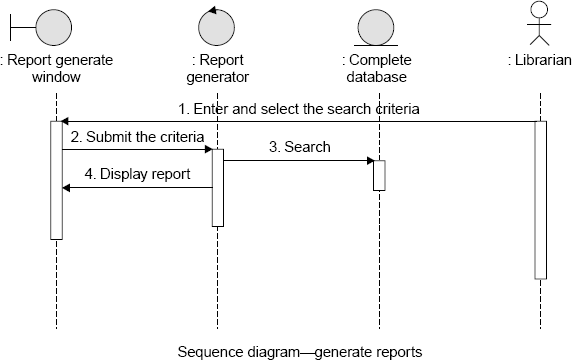 : Report generate
window
: Report
generator
: Complete
database
: Librarian
1. Enter and select the search criteria
2. Submit the criteria
3. Search
4. Display report
Sequence diagram—generate reports